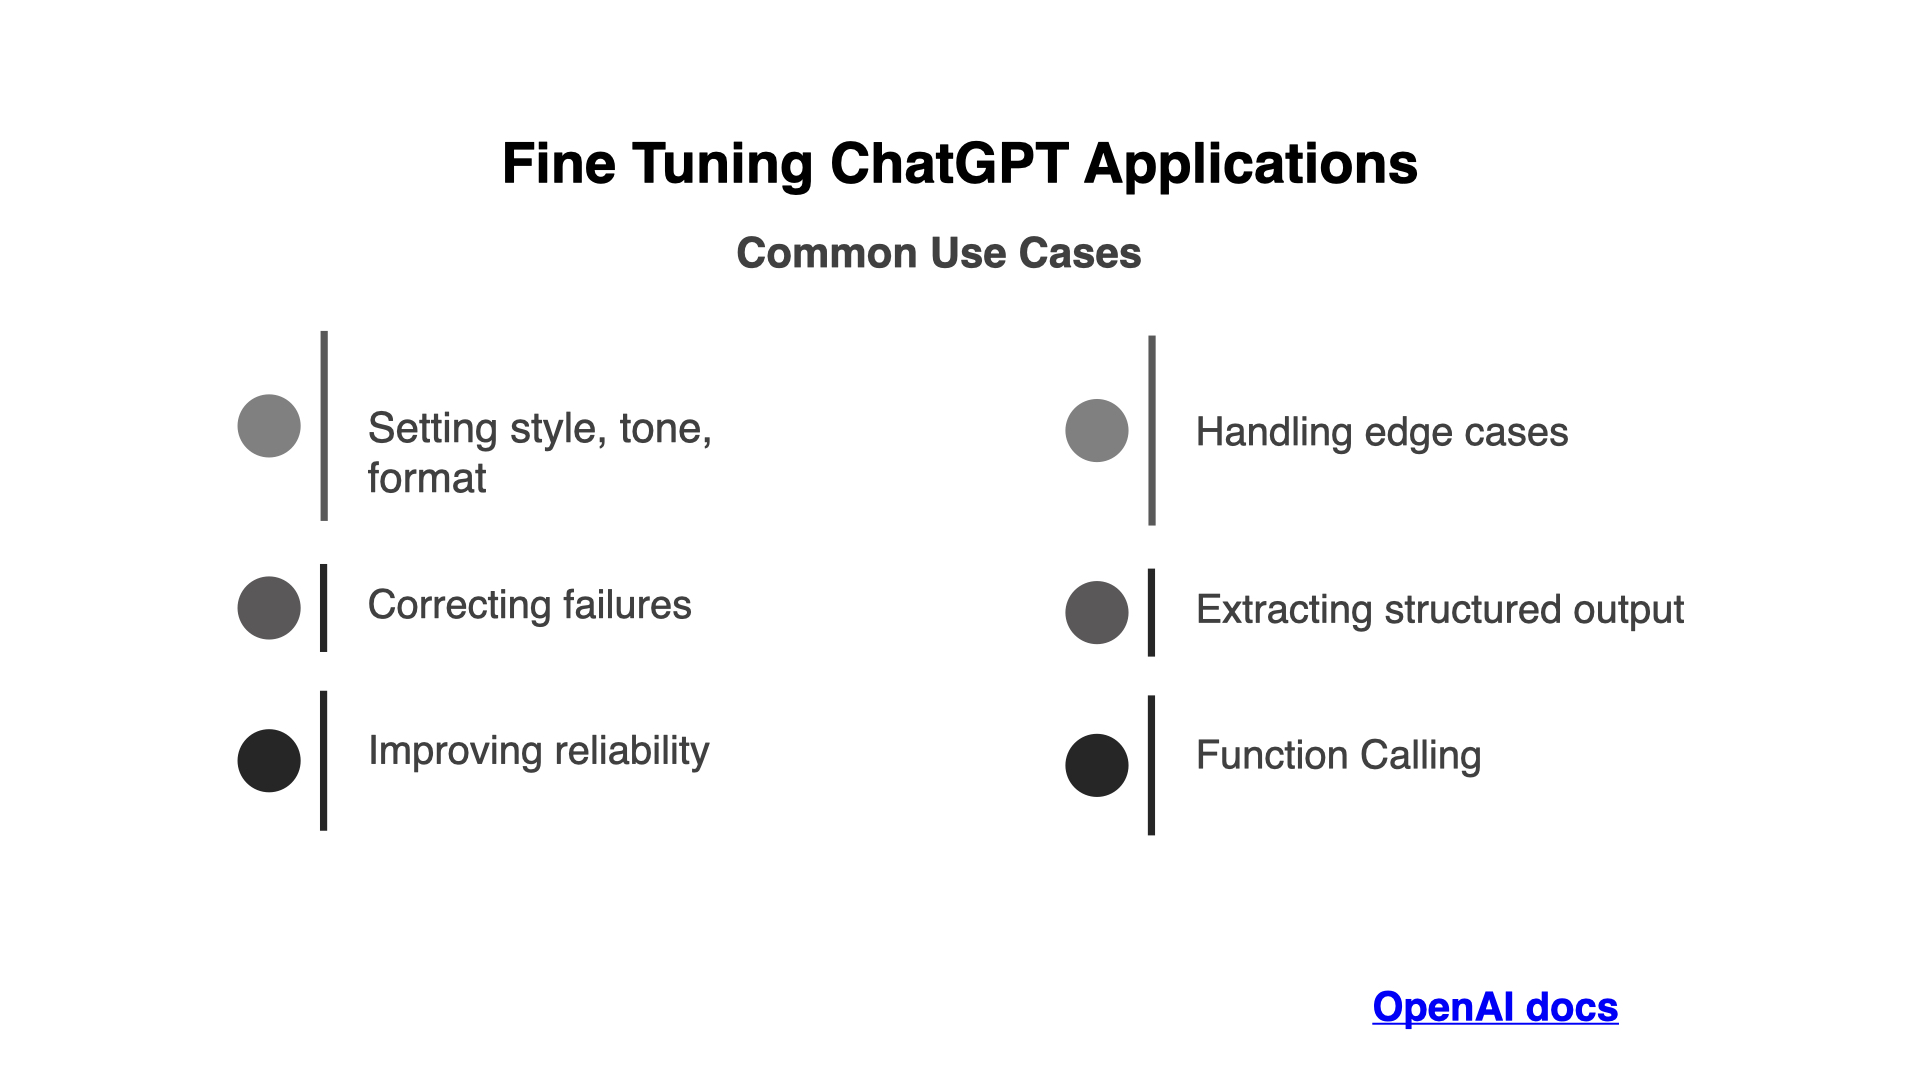 Fine Tuning ChatGPT Applications
Common Use Cases
Setting style, tone,
format
Correcting failures
Improving reliability
Handling edge cases
Extracting structured output
Function Calling
OpenAI docs